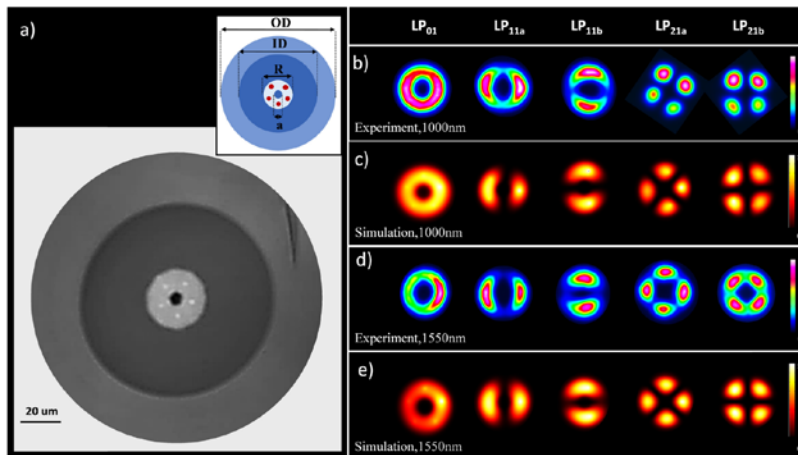 a)
OD
ID
R
a
20 um
LP01 LP11a LP11b LP21a LP21b
b)
Experiment,1000nm
c)
Simulation,1000nm
d)
Experiment,1550nm
e)
Simulation,1550nm